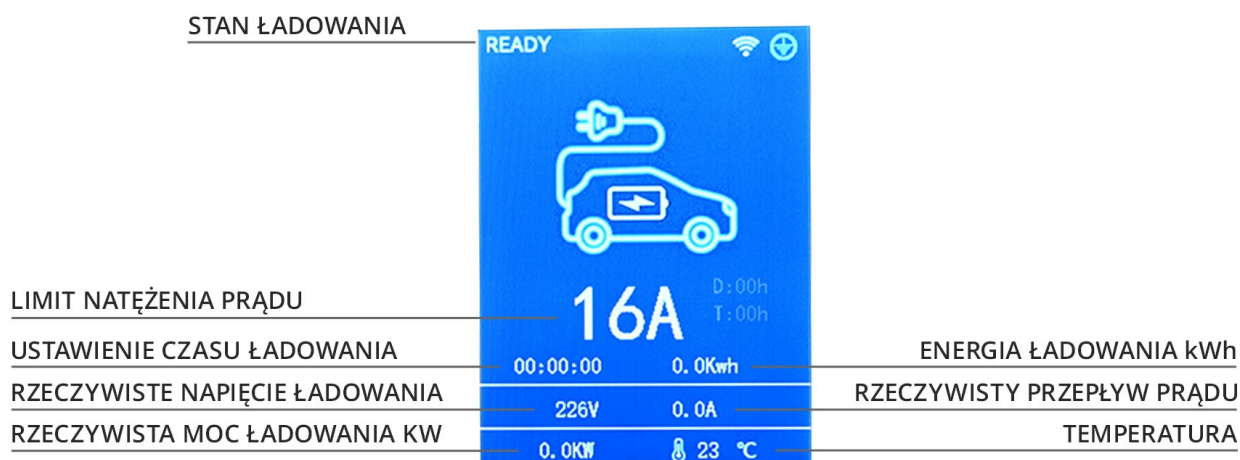 STAN ŁADOWANIA
READY
LIMIT NATĘŻENIA PRĄDU
16A
D:00h
T:00h
USTAWIENIE CZASU ŁADOWANIA
00:00:00
0.0Kwh
ENERGIA ŁADOWANIA kWh
RZECZYWISTE NAPIĘCIE ŁADOWANIA
226V
0.0A
RZECZYWISTY PRZEPŁYW PRĄDU
RZECZYWISTA MOC ŁADOWANIA KW
0.0KW
23 °C
TEMPERATURA